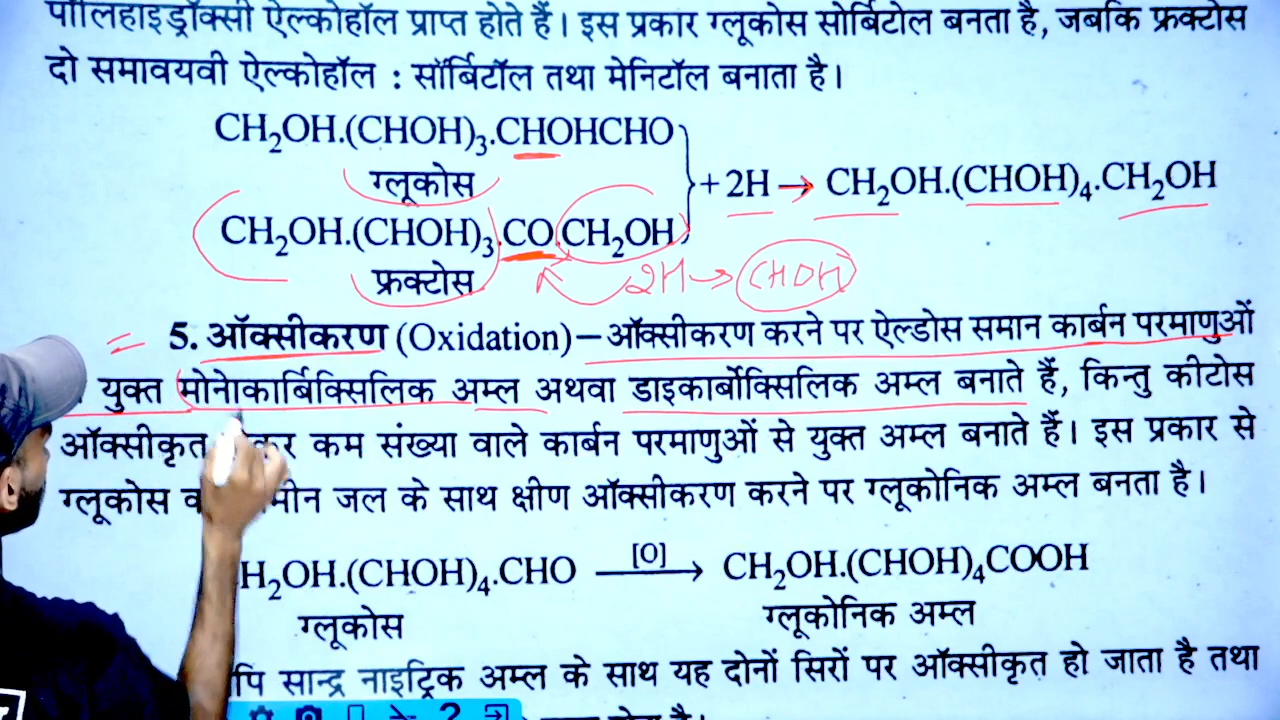 पॉलिहाइड्रॉक्सी ऐल्कोहॉल प्राप्त होते हैं। इस प्रकार ग्लूकोस सोर्बिटोल बनता है, जबकि फ्रक्टोस
दो समावयवी ऐल्कोहॉल : सॉर्बिटॉल तथा मेनिटॉल बनाता है।
CH₂OH.(CHOH)₃.CHOHCHO
ग्लूकोस
+ 2H → CH₂OH.(CHOH)₄.CH₂OH
CH₂OH.(CHOH)₃.CO.CH₂OH
फ्रक्टोस
2H → CHOH
5. ऑक्सीकरण (Oxidation)–ऑक्सीकरण करने पर ऐल्डोस समान कार्बन परमाणुओं
युक्त मोनोकार्बिक्सिलिक अम्ल अथवा डाइकार्बोक्सिलिक अम्ल बनाते हैं, किन्तु कीटोस
ऑक्सीकृत कम संख्या वाले कार्बन परमाणुओं से युक्त अम्ल बनाते हैं। इस प्रकार से
ग्लूकोस जल के साथ क्षीण ऑक्सीकरण करने पर ग्लूकोनिक अम्ल बनता है।
H₂OH.(CHOH)₄.CHO [O] → CH₂OH.(CHOH)₄COOH
ग्लूकोस ग्लूकोनिक अम्ल
पि सान्द्र नाइट्रिक अम्ल के साथ यह दोनों सिरों पर ऑक्सीकृत हो जाता है तथा